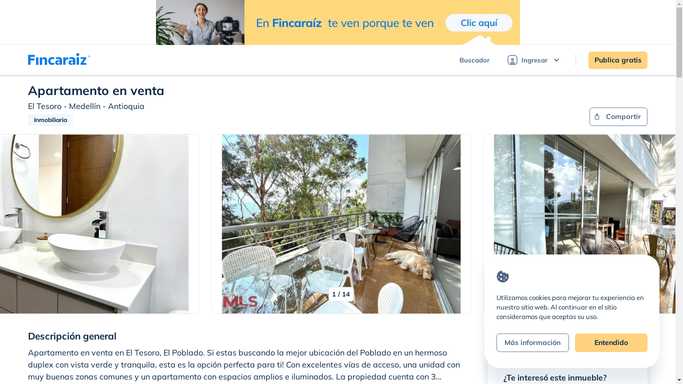 En Fincaraíz te ven porque te ven
Clic aquí
Fincaraiz
Buscador
Ingresar
Publica gratis
Apartamento en venta
El Tesoro - Medellín - Antioquia
Inmobiliaria
Compartir
MLS
1 / 14
Utilizamos cookies para mejorar tu experiencia en
nuestro sitio web. Al continuar en el sitio
consideramos que aceptas su uso.
Más información
Entendido
Descripción general
Apartamento en venta en El Tesoro, El Poblado. Si estas buscando la mejor ubicación del Poblado en un hermoso
duplex con vista verde y tranquila, esta es la opción perfecta para ti! Con excelentes vías de acceso, una unidad con
muy buenas zonas comunes y un apartamento con espacios amplios e iluminados. La propiedad cuenta con 3...
¿Te interesó este inmueble?